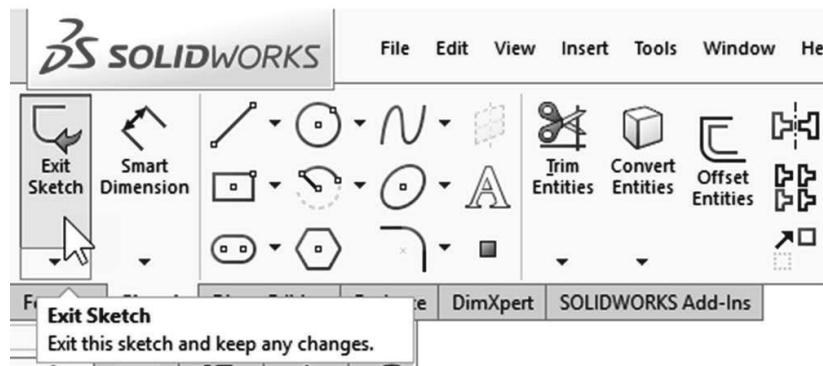 SOLIDWORKS
File Edit View Insert Tools Window He
Exit Sketch
Smart Dimension
Trim Entities
Convert Entities
Offset Entities
DimXpert SOLIDWORKS Add-Ins
Exit Sketch
Exit this sketch and keep any changes.